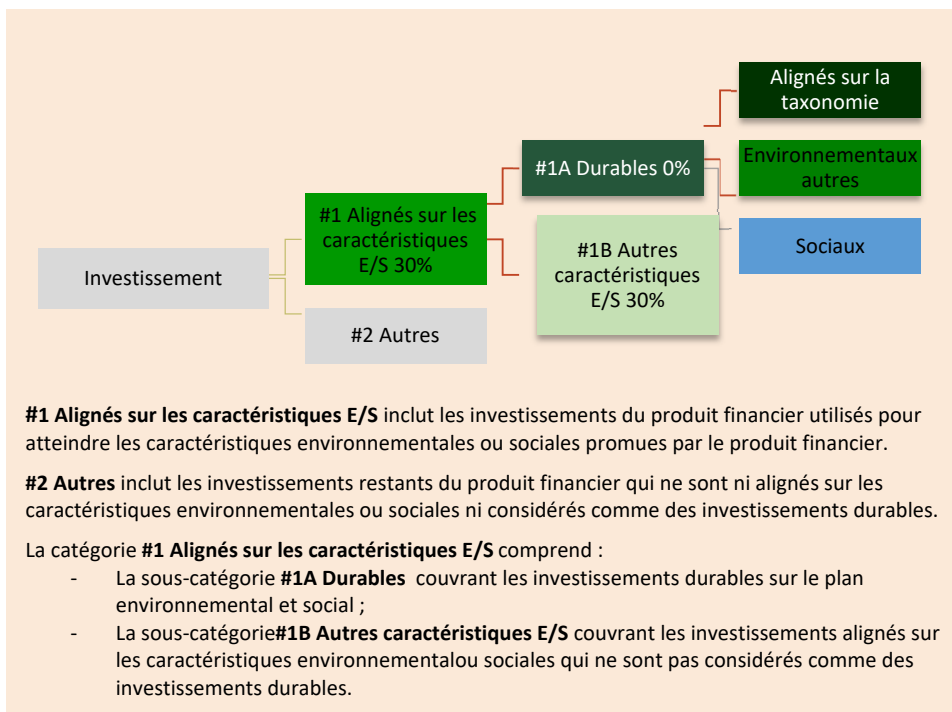 Alignés sur la
taxonomie
#1A Durables 0%
Environnementaux
autres
#1 Alignés sur les
caractéristiques
E/S 30%
#1B Autres
caractéristiques
E/S 30%
Sociaux
Investissement
#2 Autres
#1 Alignés sur les caractéristiques E/S inclut les investissements du produit financier utilisés pour
atteindre les caractéristiques environnementales ou sociales promues par le produit financier.
#2 Autres inclut les investissements restants du produit financier qui ne sont ni alignés sur les
caractéristiques environnementales ou sociales ni considérés comme des investissements durables.
La catégorie #1 Alignés sur les caractéristiques E/S comprend :
- La sous-catégorie #1A Durables couvrant les investissements durables sur le plan
environnemental et social ;
- La sous-catégorie#1B Autres caractéristiques E/S couvrant les investissements alignés sur
les caractéristiques environnementalou sociales qui ne sont pas considérés comme des
investissements durables.